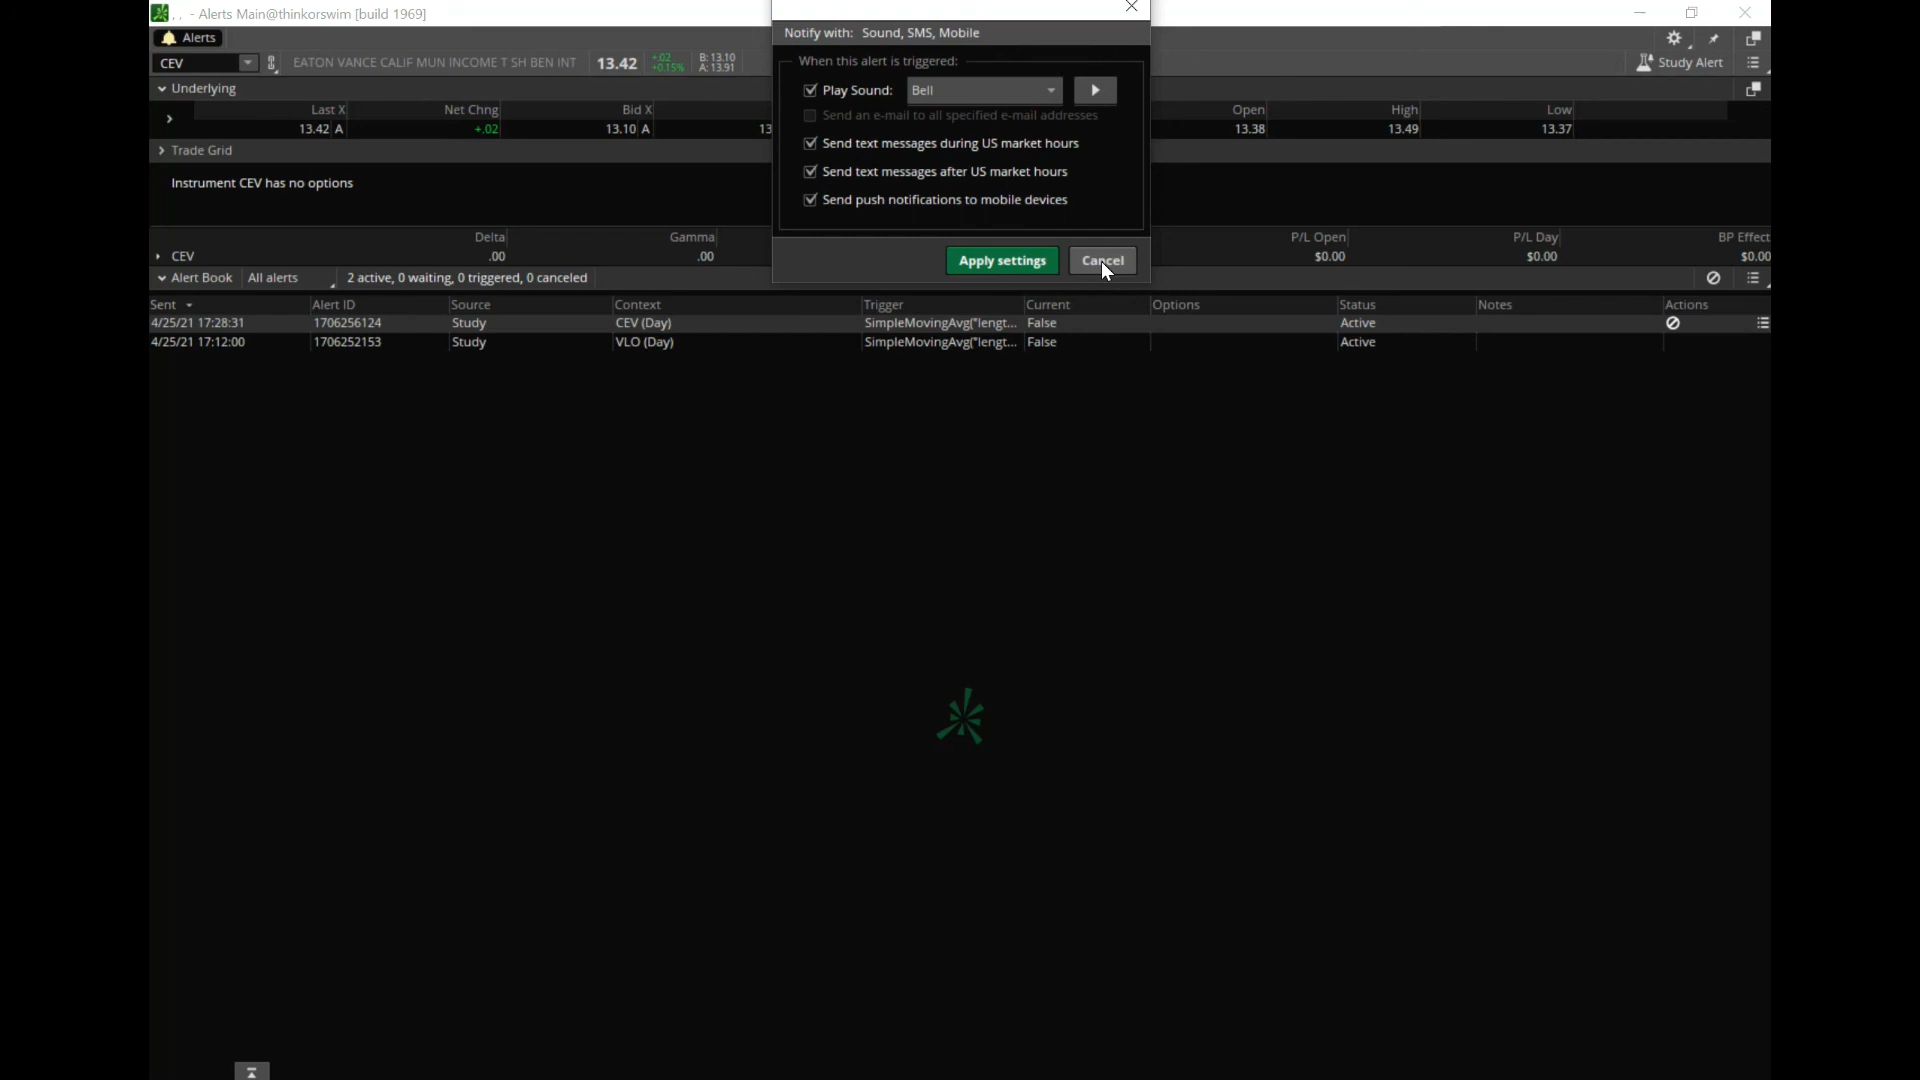 , , - Alerts Main@thinkorswim [build 1969]
Alerts
CEV EATON VANCE CALIF MUN INCOME T SH BEN INT 13.42 +.02 +0.15% B: 13.10 A: 13.91 Study Alert
Underlying
Last X Net Chng Bid X Open High Low
13.42 A +.02 13.10 A 13 13.38 13.49 13.37
Trade Grid
Instrument CEV has no options
Delta Gamma P/L Open P/L Day BP Effect
CEV .00 .00 $0.00 $0.00 $0.00
Alert Book All alerts 2 active, 0 waiting, 0 triggered, 0 canceled
Sent Alert ID Source Context Trigger Current Options Status Notes Actions
4/25/21 17:28:31 1706256124 Study CEV (Day) SimpleMovingAvg("lengt... False Active
4/25/21 17:12:00 1706252153 Study VLO (Day) SimpleMovingAvg("lengt... False Active
Notify with: Sound, SMS, Mobile
When this alert is triggered:
Play Sound: Bell
Send an e-mail to all specified e-mail addresses
Send text messages during US market hours
Send text messages after US market hours
Send push notifications to mobile devices
Apply settings Cancel